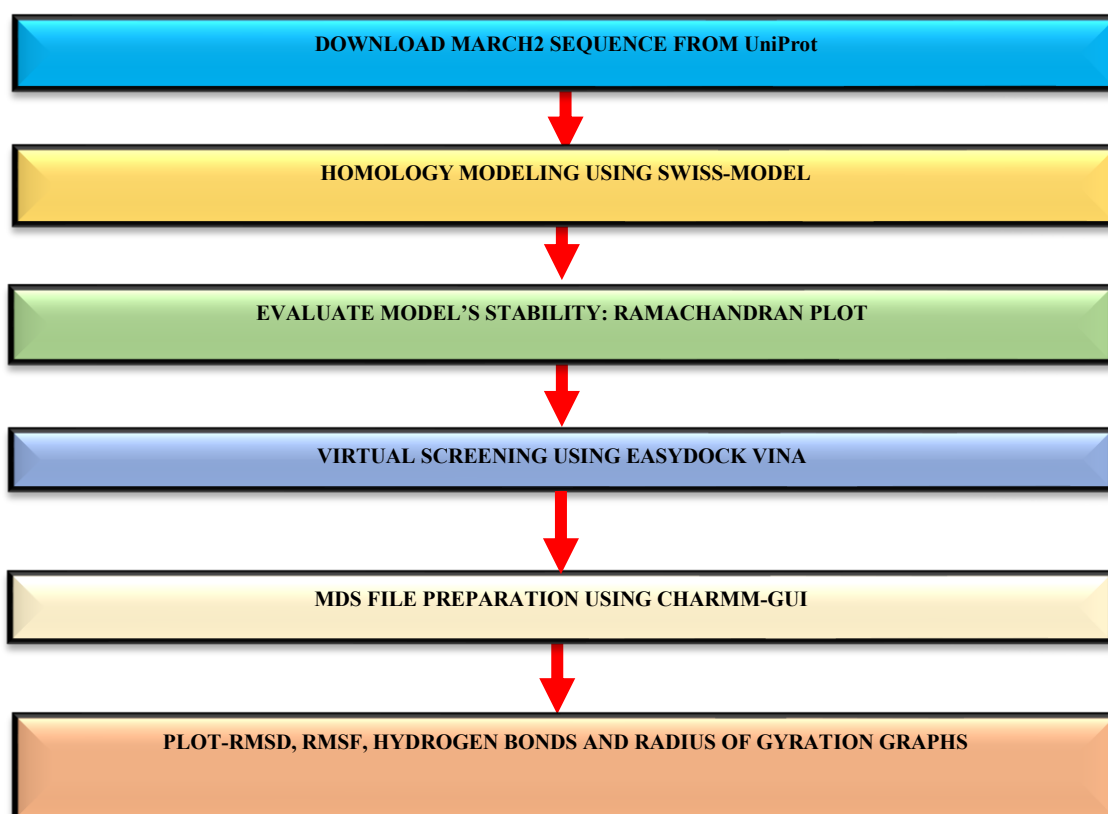 DOWNLOAD MARCH2 SEQUENCE FROM UniProt
HOMOLOGY MODELING USING SWISS-MODEL
EVALUATE MODEL’S STABILITY: RAMACHANDRAN PLOT
VIRTUAL SCREENING USING EASYDOCK VINA
MDS FILE PREPARATION USING CHARMM-GUI
PLOT-RMSD, RMSF, HYDROGEN BONDS AND RADIUS OF GYRATION GRAPHS